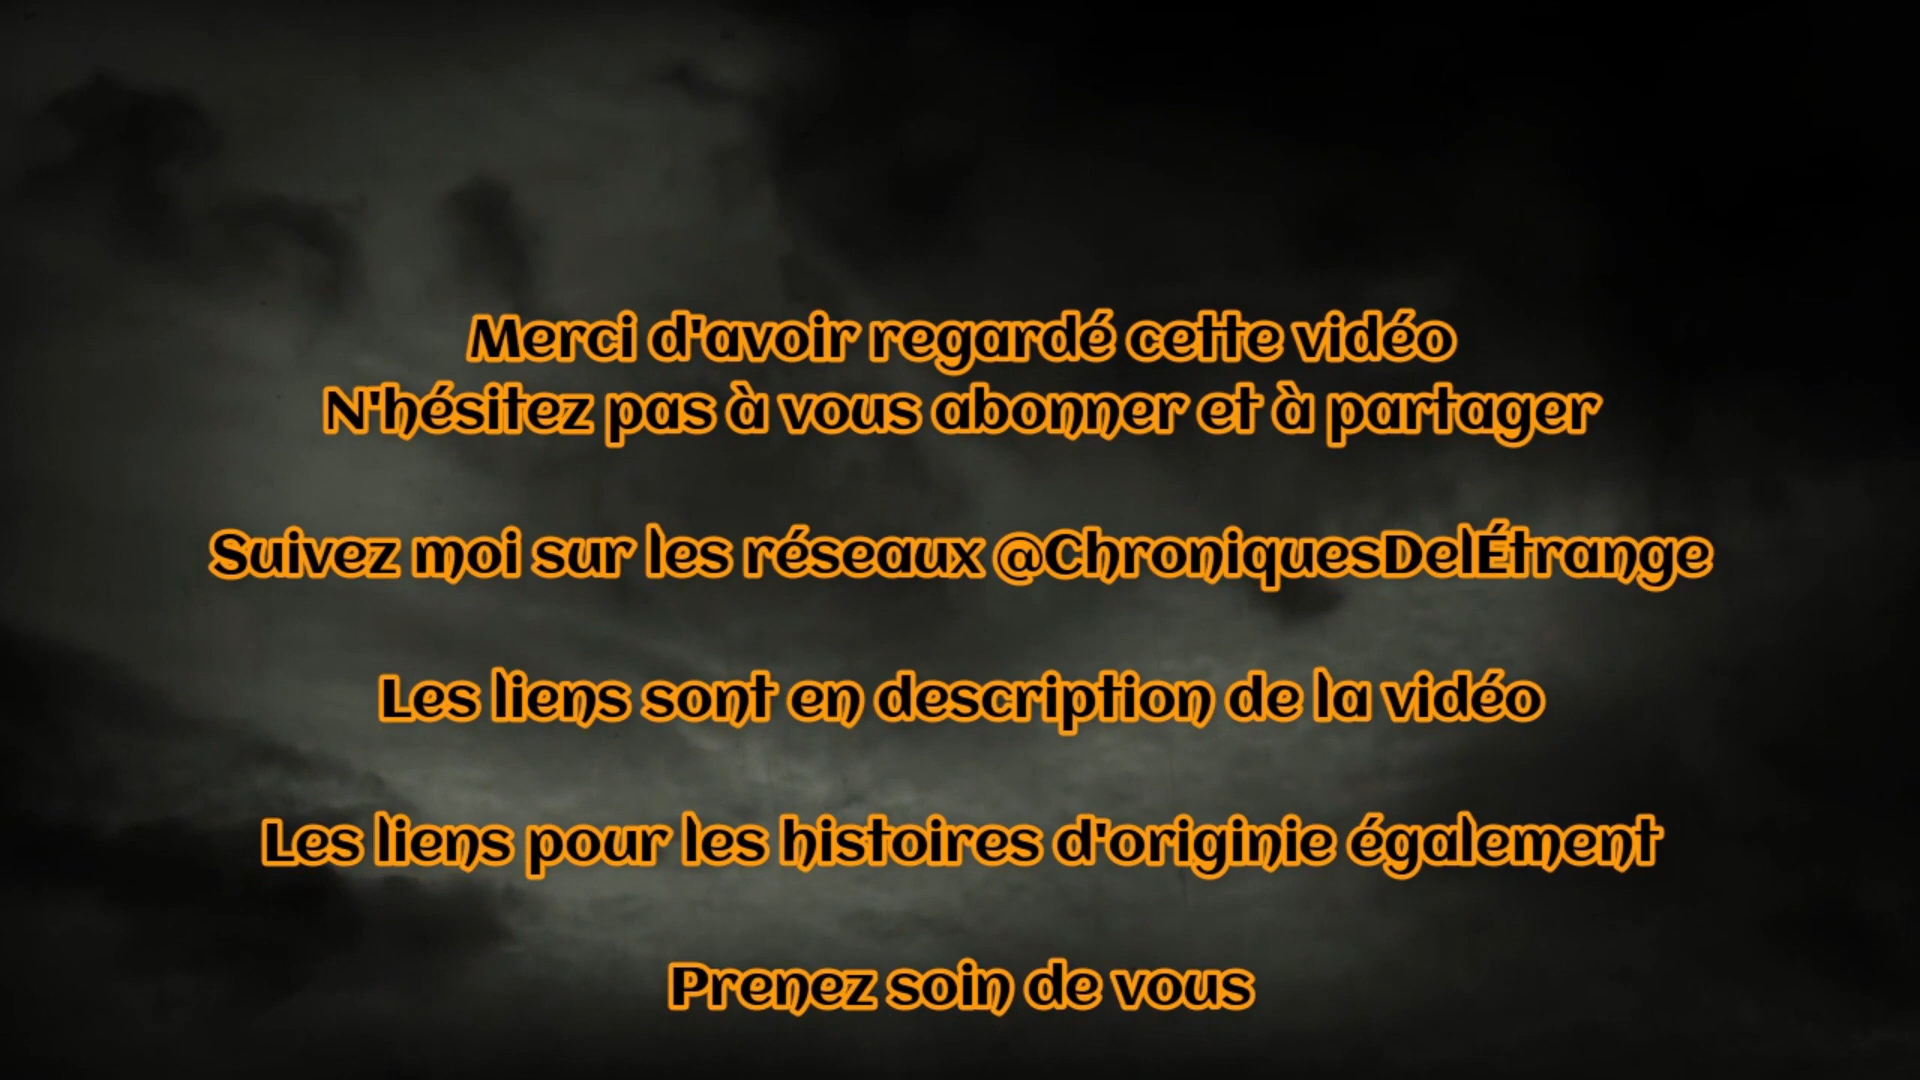 Merci d'avoir regardé cette vidéo
N'hésitez pas à vous abonner et à partager
Suivez moi sur les réseaux @ChroniquesDelÉtrange
Les liens sont en description de la vidéo
Les liens pour les histoires d'originie également
Prenez soin de vous